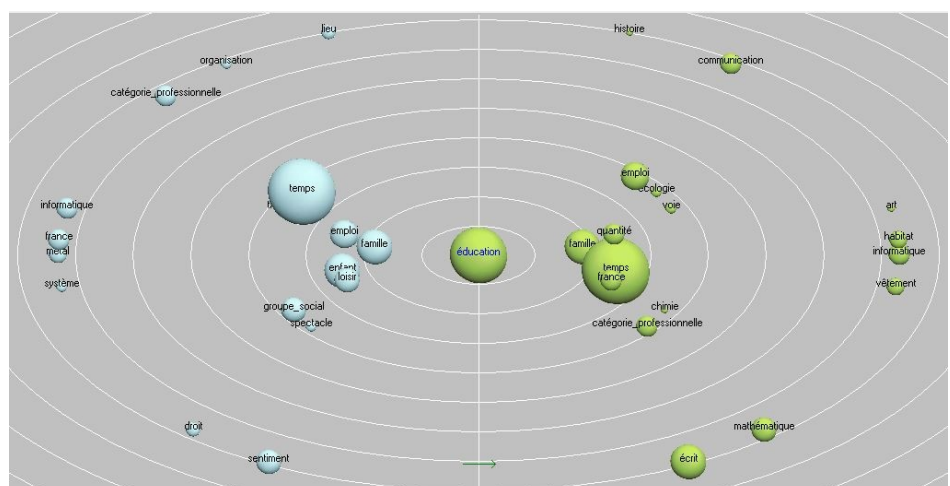 lieu
histoire
organisation
communication
catégorie_professionnelle
temps
emploi
écologie
informatique
voie
art
france
emploi
famille
éducation
famille
quantité
habitat
métal
informatique
enfant
temps
loisir
france
système
vêtement
groupe_social
chimie
spectacle
catégorie_professionnelle
droit
mathématique
sentiment
écrit